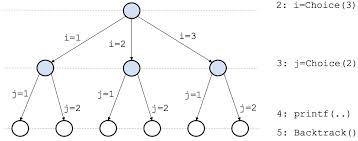 2: i=Choice(3)
i=1
i=2
i=3
3: j=Choice(2)
j=1
j=2
j=1
j=2
j=1
j=2
4: printf(..)
5: Backtrack()